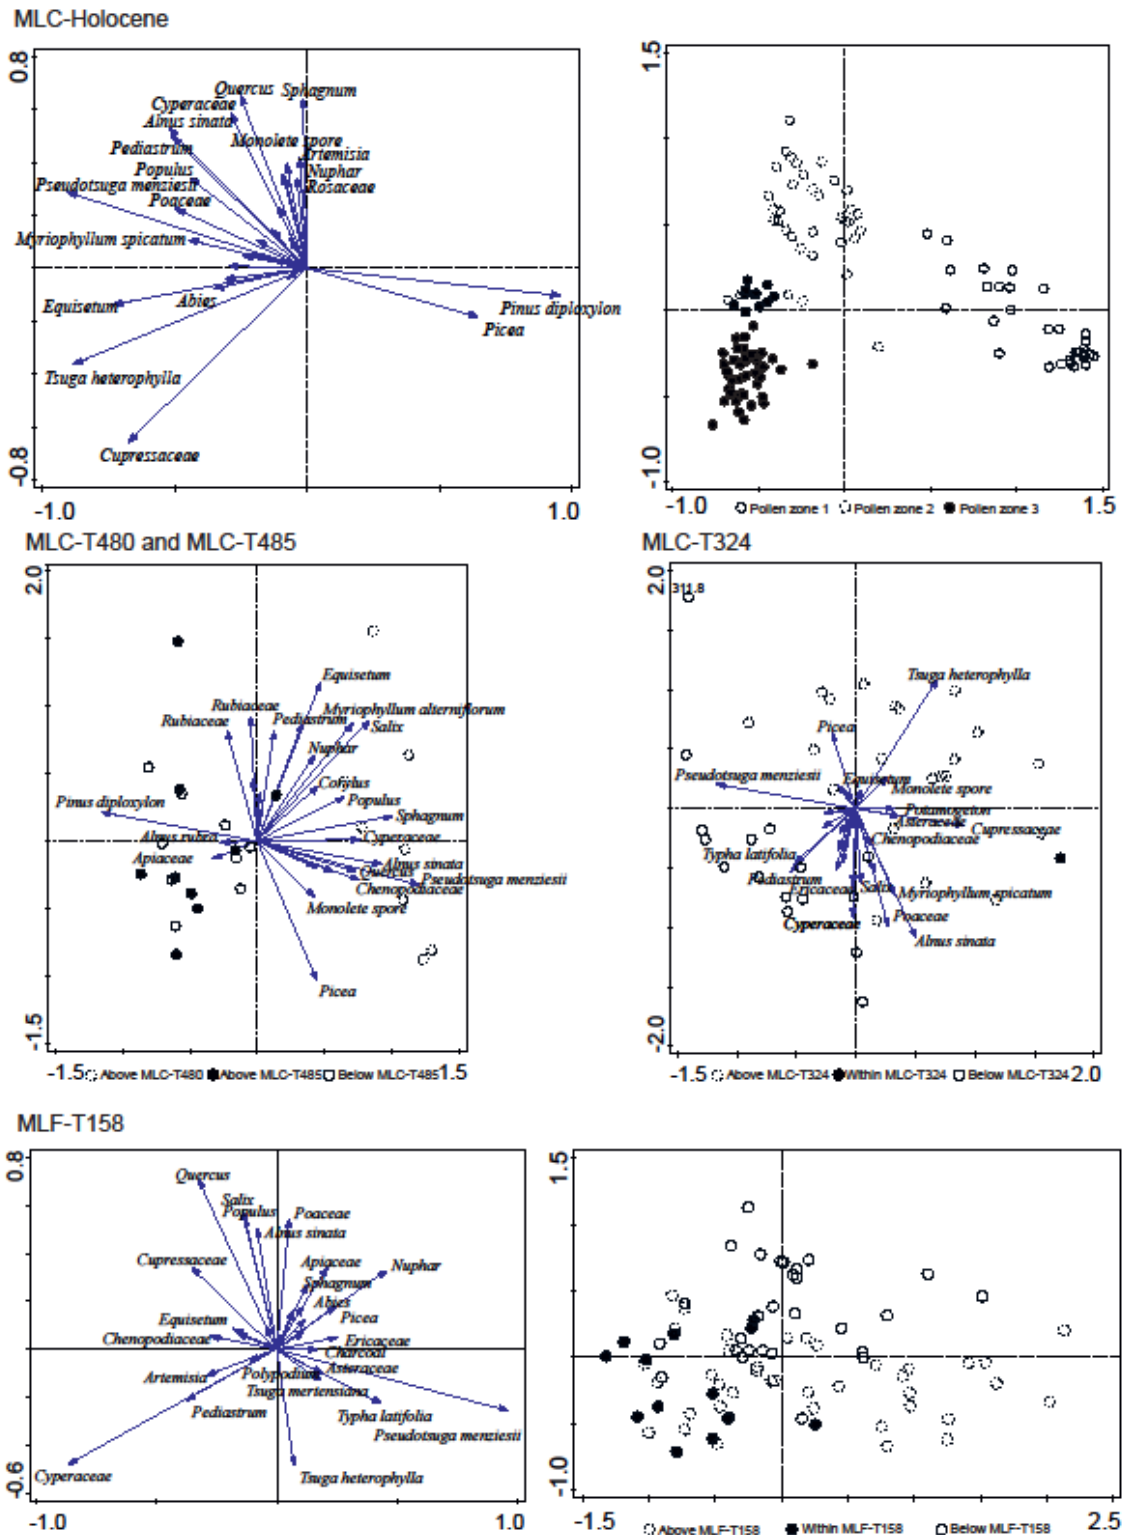 MLC-Holocene
0.8
Quercus
Sphagnum
Cyperaceae
Alnus sinata
Pediastrum
Monolete spore
Artemisia
Populus
Nuphar
Pseudotsuga menziesii
Rosaceae
Poaceae
Myriophyllum spicatum
Equisetum
Abies
Pinus diploxylon
Picea
Tsuga heterophylla
Cupressaceae
-0.8
-1.0
1.0
1.5
-1.0
-1.0
1.5
Pollen zone 1
Pollen zone 2
Pollen zone 3
MLC-T480 and MLC-T485
2.0
Equisetum
Rubiaceae
Myriophyllum alterniflorum
Rubiaceae
Pediastrum
Salix
Nuphar
Corylus
Pinus diploxylon
Populus
Sphagnum
Alnus rubra
Cyperaceae
Apiaceae
Alnus sinata
Quercus
Pseudotsuga menziesii
Chenopodiaceae
Monolete spore
Picea
-1.5
-1.5
Above MLC-T480
Above MLC-T485
Below MLC-T485
1.5
MLC-T324
2.0
311.8
Tsuga heterophylla
Picea
Pseudotsuga menziesii
Equisetum
Monolete spore
Potamogeton
Asteraceae
Cupressaceae
Chenopodiaceae
Typha latifolia
Pediastrum
Ericaceae
Salix
Myriophyllum spicatum
Cyperaceae
Poaceae
Alnus sinata
-2.0
-1.5
Above MLC-T324
Within MLC-T324
Below MLC-T324
2.0
MLF-T158
0.8
Quercus
Salix
Populus
Poaceae
Alnus sinata
Cupressaceae
Apiaceae
Nuphar
Sphagnum
Abies
Equisetum
Picea
Chenopodiaceae
Ericaceae
Charcoal
Artemisia
Polypodium
Asteraceae
Tsuga mertensiana
Pediastrum
Typha latifolia
Pseudotsuga menziesii
Cyperaceae
Tsuga heterophylla
-0.6
-1.0
1.0
1.5
-1.0
-1.5
Above MLF-T158
Within MLF-T158
Below MLF-T158
2.5